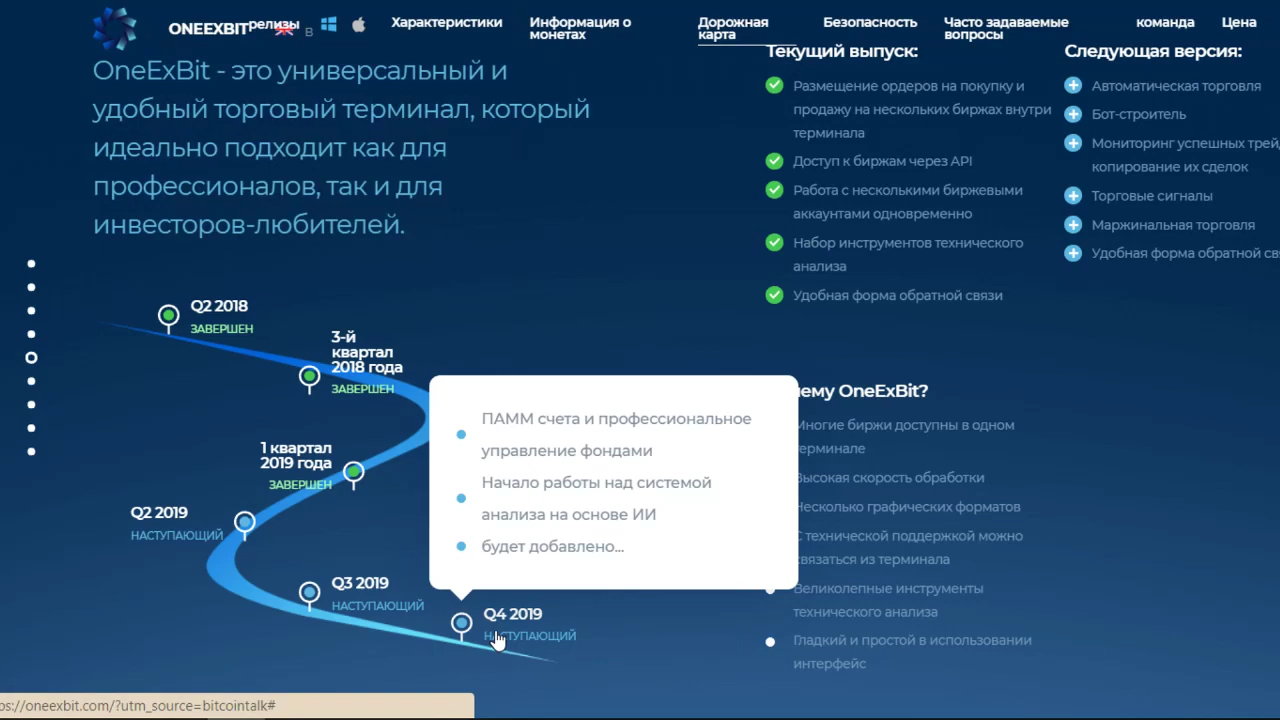 ONEEXBIT
релизы
В
Характеристики
Информация о
монетах
Дорожная
карта
Безопасность
Часто задаваемые
вопросы
команда
Цена
OneExBit - это универсальный и
удобный торговый терминал, который
идеально подходит как для
профессионалов, так и для
инвесторов-любителей.
Текущий выпуск:
Размещение ордеров на покупку и
продажу на нескольких биржах внутри
терминала
Доступ к биржам через API
Работа с несколькими биржевыми
аккаунтами одновременно
Набор инструментов технического
анализа
Удобная форма обратной связи
Следующая версия:
Автоматическая торговля
Бот-строитель
Мониторинг успешных трей
копирование их сделок
Торговые сигналы
Маржинальная торговля
Удобная форма обратной свя
Q2 2018
ЗАВЕРШЕН
3-й
квартал
2018 года
ЗАВЕРШЕН
1 квартал
2019 года
ЗАВЕРШЕН
Q2 2019
НАСТУПАЮЩИЙ
Q3 2019
НАСТУПАЮЩИЙ
Q4 2019
НАСТУПАЮЩИЙ
ПАММ счета и профессиональное
управление фондами
Начало работы над системой
анализа на основе ИИ
будет добавлено...
ему OneExBit?
Многие биржи доступны в одном
терминале
Высокая скорость обработки
Несколько графических форматов
С технической поддержкой можно
связаться из терминала
Великолепные инструменты
технического анализа
Гладкий и простой в использовании
интерфейс
ps://oneexbit.com/?utm_source=bitcointalk#